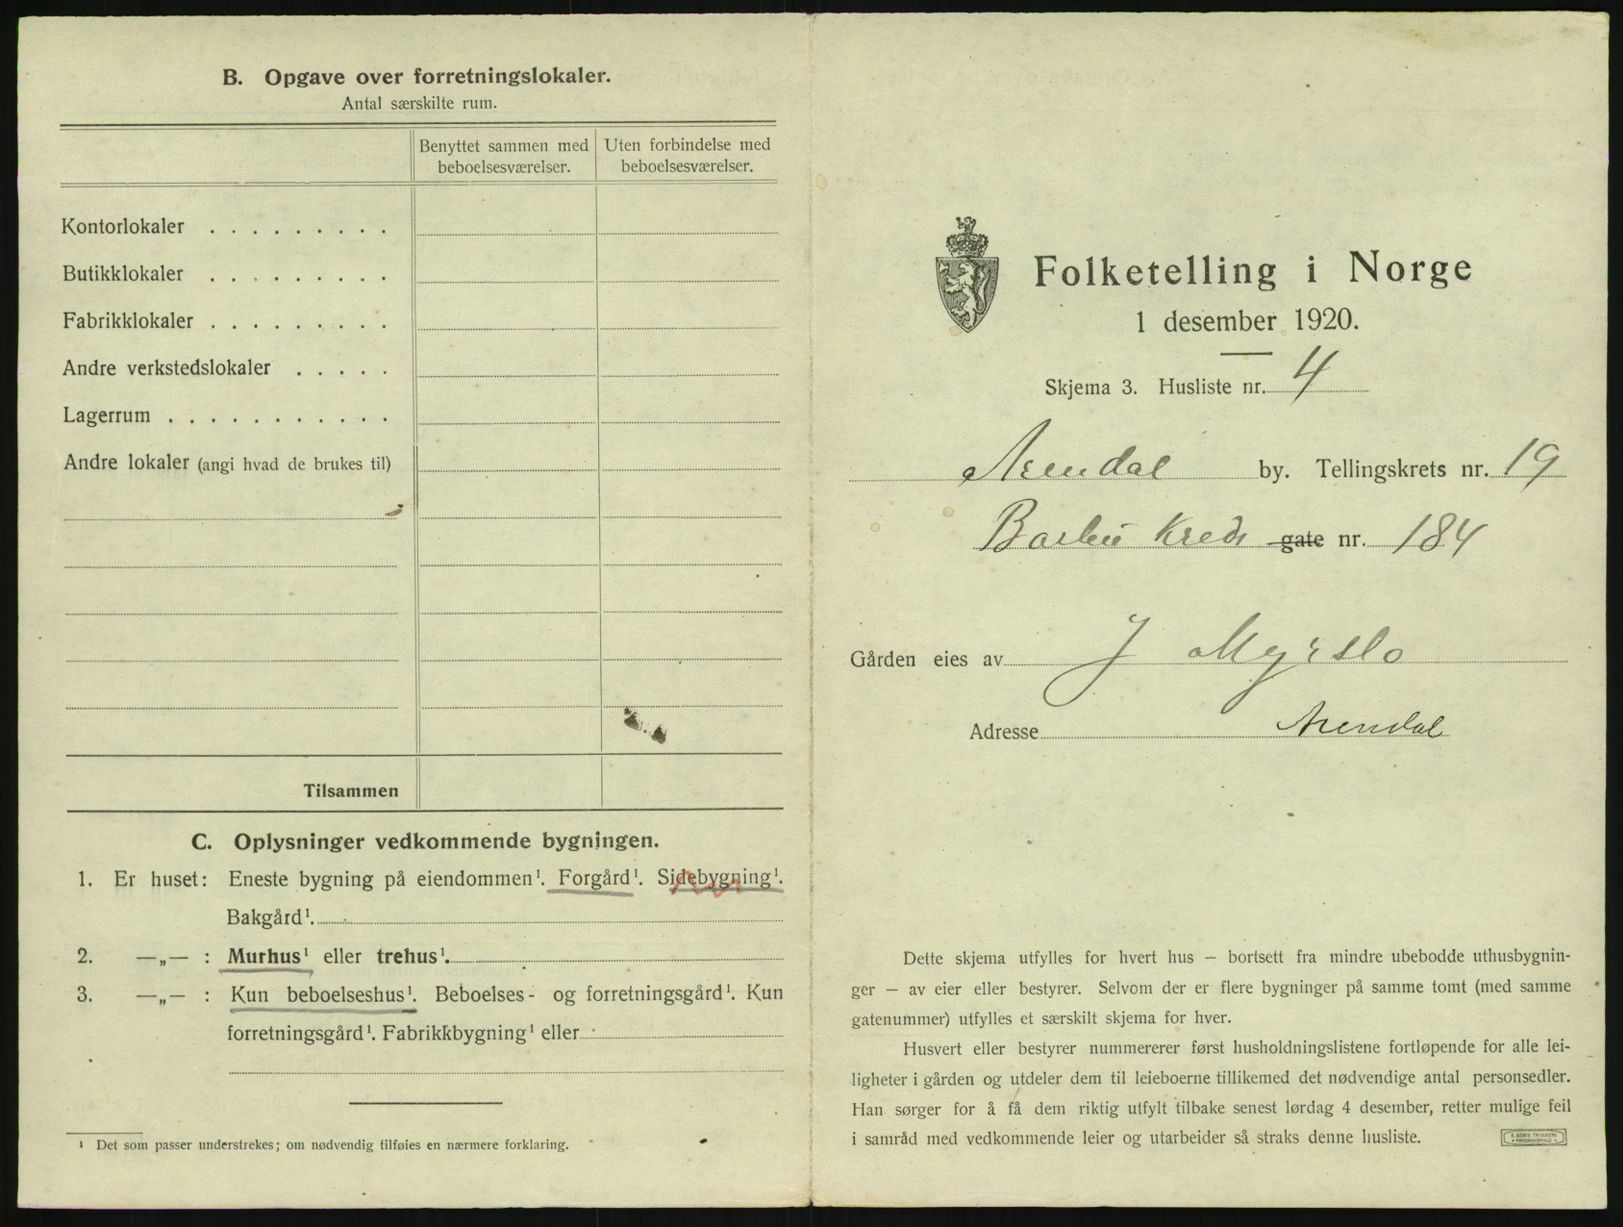 B. Opgave over forretningslokaler.
Antal særskilte rum.
Benyttet sammen med beboelsesværelser.
Uten forbindelse med beboelsesværelser.
Kontorlokaler . . . . . . . . .
Butikklokaler . . . . . . . . .
Fabrikklokaler . . . . . . . . .
Andre verkstedslokaler . . . . .
Lagerrum . . . . . . . . . . .
Andre lokaler (angi hvad de brukes til)
Tilsammen
C. Oplysninger vedkommende bygningen.
1. Er huset: Eneste bygning på eiendommen¹. Forgård¹. Sidebygning¹.
Bakgård¹.
2. —„— : Murhus¹ eller trehus¹.
3. —„— : Kun beboelseshus¹. Beboelses- og forretningsgård¹. Kun
forretningsgård¹. Fabrikkbygning¹ eller
¹ Det som passer understrekes; om nødvendig tilføies en nærmere forklaring.
Folketelling i Norge
1 desember 1920.
Skjema 3. Husliste nr. 4
Arendal by. Tellingskrets nr. 19
Barbu Kreds gate nr. 184
Gården eies av J Myrslo
Adresse Arendal
Dette skjema utfylles for hvert hus – bortsett fra mindre ubebodde uthusbygnin-
ger – av eier eller bestyrer. Selvom der er flere bygninger på samme tomt (med samme
gatenummer) utfylles et særskilt skjema for hver.
Husvert eller bestyrer nummererer først husholdningslistene fortløpende for alle lei-
ligheter i gården og utdeler dem til leieboerne tillikemed det nødvendige antal personsedler.
Han sørger for å få dem riktig utfylt tilbake senest lørdag 4 desember, retter mulige feil
i samråd med vedkommende leier og utarbeider så straks denne husliste.